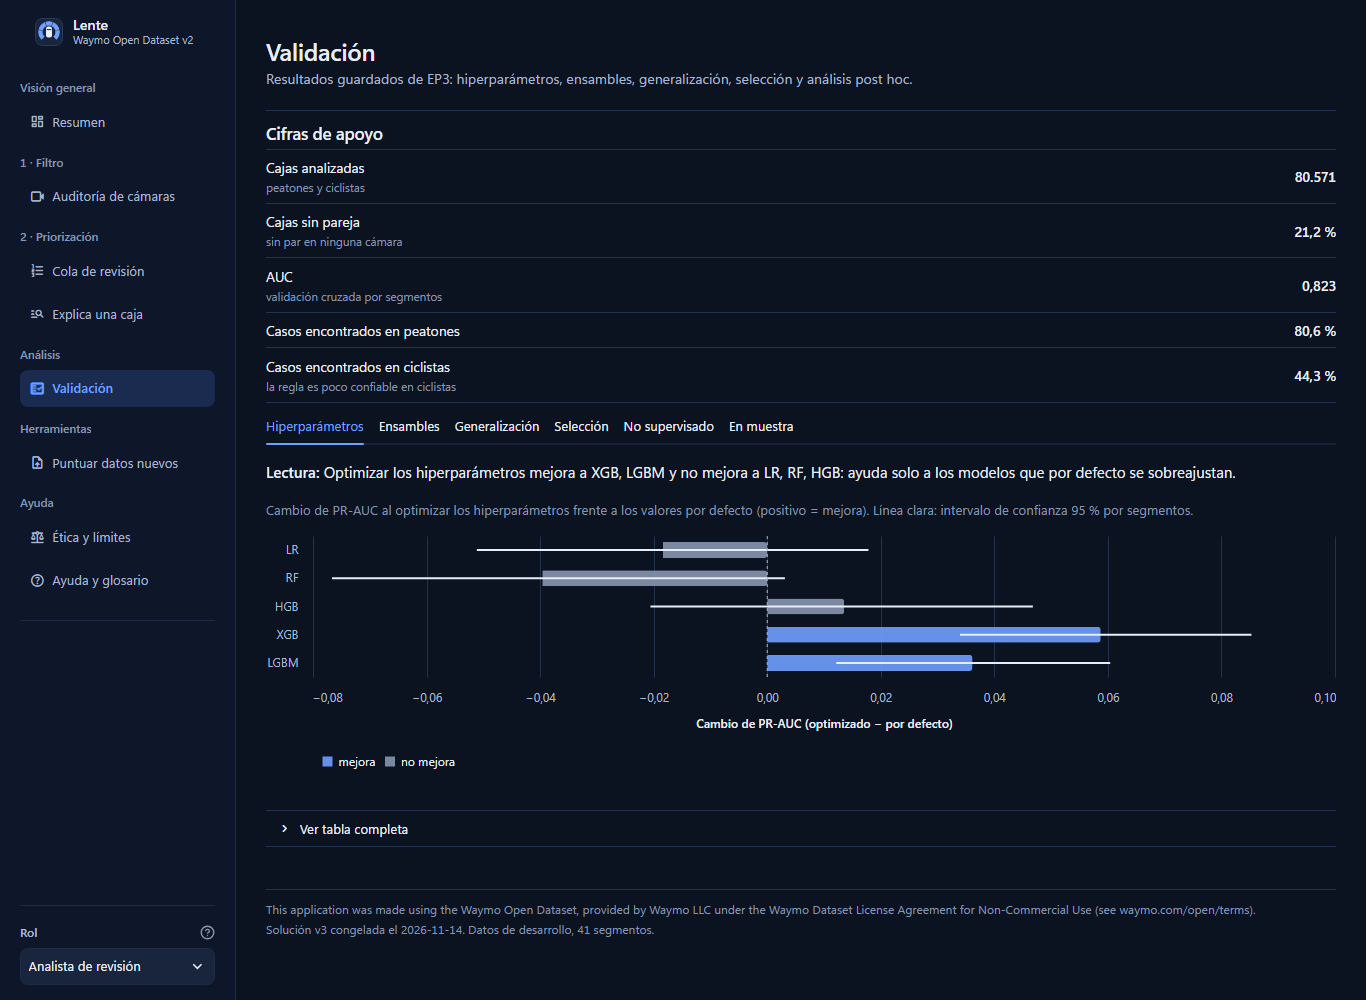 Lente
Waymo Open Dataset v2
Visión general
Resumen
1 · Filtro
Auditoría de cámaras
2 · Priorización
Cola de revisión
Explica una caja
Análisis
Validación
Herramientas
Puntuar datos nuevos
Ayuda
Ética y límites
Ayuda y glosario
Rol
Analista de revisión
Validación
Resultados guardados de EP3: hiperparámetros, ensambles, generalización, selección y análisis post hoc.
Cifras de apoyo
Cajas analizadas
peatones y ciclistas
80.571
Cajas sin pareja
sin par en ninguna cámara
21,2 %
AUC
validación cruzada por segmentos
0,823
Casos encontrados en peatones
80,6 %
Casos encontrados en ciclistas
la regla es poco confiable en ciclistas
44,3 %
Hiperparámetros Ensambles Generalización Selección No supervisado En muestra
Lectura: Optimizar los hiperparámetros mejora a XGB, LGBM y no mejora a LR, RF, HGB: ayuda solo a los modelos que por defecto se sobreajustan.
Cambio de PR-AUC al optimizar los hiperparámetros frente a los valores por defecto (positivo = mejora). Línea clara: intervalo de confianza 95 % por segmentos.
LR
RF
HGB
XGB
LGBM
−0,08 −0,06 −0,04 −0,02 0,00 0,02 0,04 0,06 0,08 0,10
Cambio de PR-AUC (optimizado − por defecto)
mejora no mejora
Ver tabla completa
This application was made using the Waymo Open Dataset, provided by Waymo LLC under the Waymo Dataset License Agreement for Non-Commercial Use (see waymo.com/open/terms).
Solución v3 congelada el 2026-11-14. Datos de desarrollo, 41 segmentos.